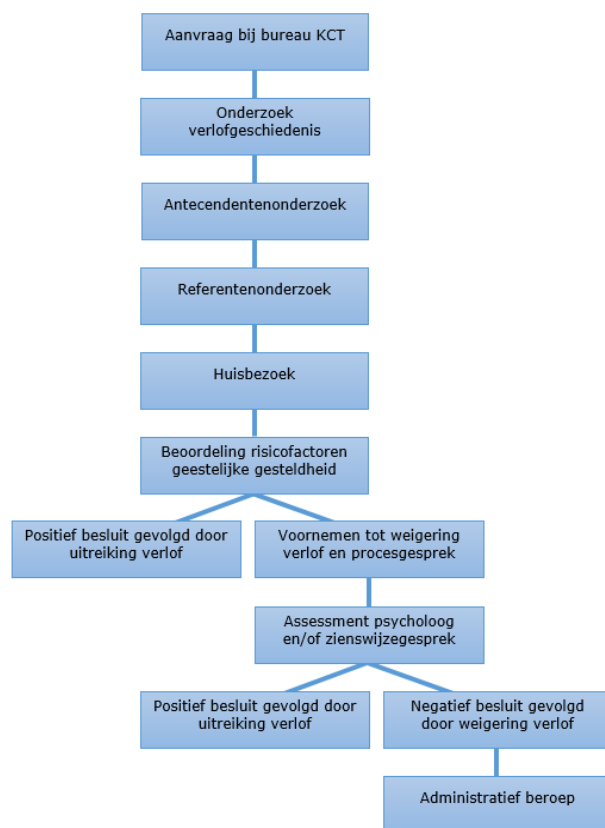 Aanvraag bij bureau KCT
Onderzoek
verlofgeschiedenis
Antecendentenonderzoek
Referentenonderzoek
Huisbezoek
Beoordeling risicofactoren
geestelijke gesteldheid
Positief besluit gevolgd door
uitreiking verlof
Voornemen tot weigering
verlof en procesgesprek
Assessment psycholoog
en/of zienswijzegesprek
Positief besluit gevolgd door
uitreiking verlof
Negatief besluit gevolgd
door weigering verlof
Administratief beroep